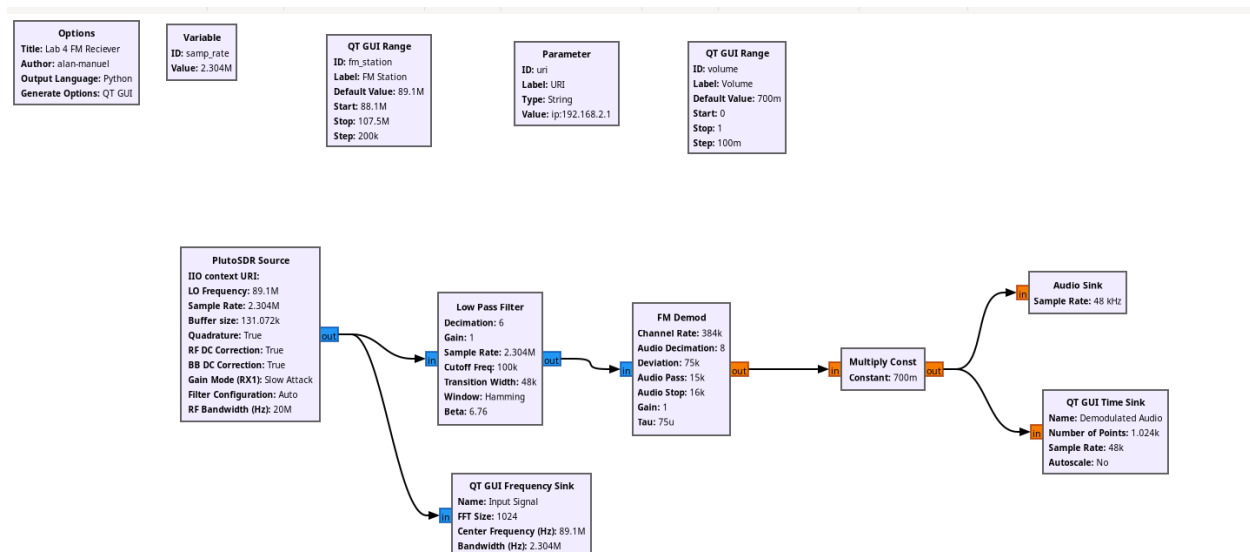 Options
Title: Lab 4 FM Reciever
Author: alan-manuel
Output Language: Python
Generate Options: QT GUI
Variable
ID: samp_rate
Value: 2.304M
QT GUI Range
ID: fm_station
Label: FM Station
Default Value: 89.1M
Start: 88.1M
Stop: 107.5M
Step: 200k
Parameter
ID: uri
Label: URI
Type: String
Value: ip:192.168.2.1
QT GUI Range
ID: volume
Label: Volume
Default Value: 700m
Start: 0
Stop: 1
Step: 100m
PlutoSDR Source
IIO context URI:
LO Frequency: 89.1M
Sample Rate: 2.304M
Buffer size: 131.072k
Quadrature: True
RF DC Correction: True
BB DC Correction: True
Gain Mode (RX1): Slow Attack
Filter Configuration: Auto
RF Bandwidth (Hz): 20M
out
in
Low Pass Filter
Decimation: 6
Gain: 1
Sample Rate: 2.304M
Cutoff Freq: 100k
Transition Width: 48k
Window: Hamming
Beta: 6.76
out
in
FM Demod
Channel Rate: 384k
Audio Decimation: 8
Deviation: 75k
Audio Pass: 15k
Audio Stop: 16k
Gain: 1
Tau: 75u
out
in
Multiply Const
Constant: 700m
out
in
Audio Sink
Sample Rate: 48 kHz
in
QT GUI Time Sink
Name: Demodulated Audio
Number of Points: 1.024k
Sample Rate: 48k
Autoscale: No
in
QT GUI Frequency Sink
Name: Input Signal
FFT Size: 1024
Center Frequency (Hz): 89.1M
Bandwidth (Hz): 2.304M